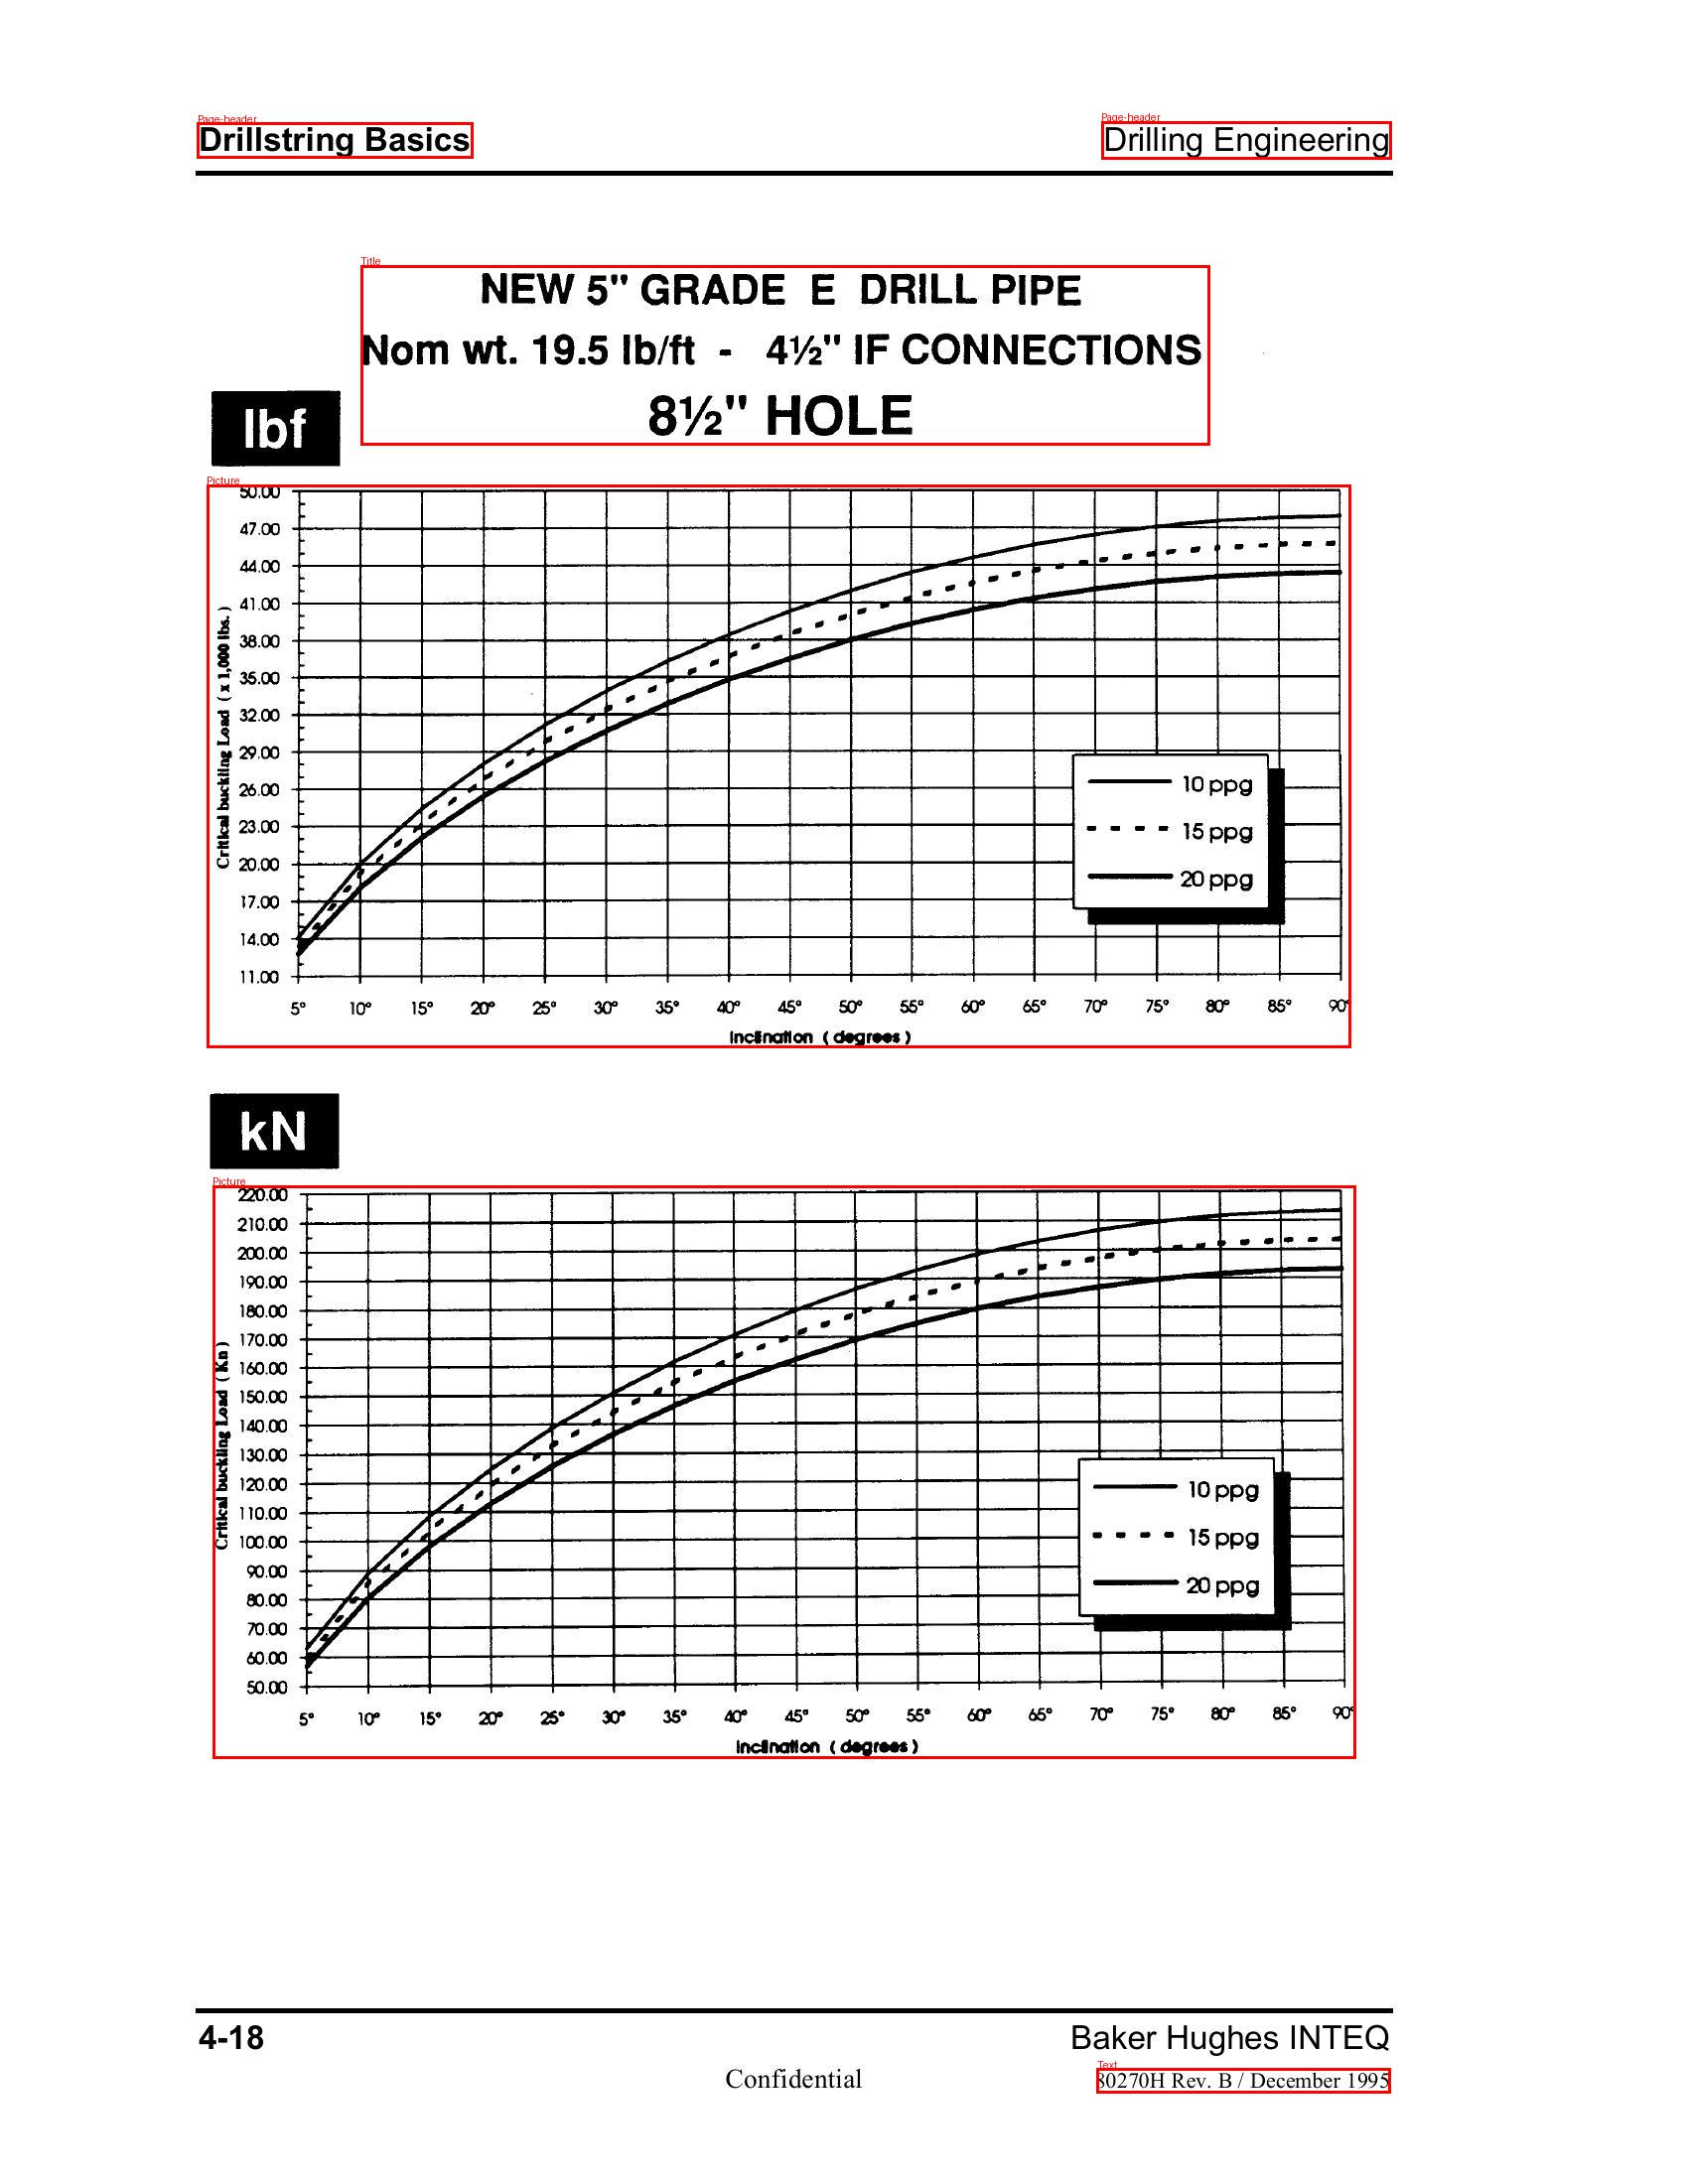 Page-header
Page-header
Drillstring Basics
Drilling Engineering
Title
NEW 5" GRADE E DRILL PIPE
Nom wt. 19.5 lb/ft - 4½" IF CONNECTIONS
8½" HOLE
lbf
Picture
50.00
47.00
44.00
41.00
38.00
35.00
32.00
29.00
26.00
23.00
20.00
17.00
14.00
11.00
Critical buckling Load ( x 1,000 lbs. )
10 ppg
15 ppg
20 ppg
5° 10° 15° 20° 25° 30° 35° 40° 45° 50° 55° 60° 65° 70° 75° 80° 85° 90°
Inclination ( degrees )
kN
Picture
220.00
210.00
200.00
190.00
180.00
170.00
160.00
150.00
140.00
130.00
120.00
110.00
100.00
90.00
80.00
70.00
60.00
50.00
Critical buckling Load ( Kn )
10 ppg
15 ppg
20 ppg
5° 10° 15° 20° 25° 30° 35° 40° 45° 50° 55° 60° 65° 70° 75° 80° 85° 90°
Inclination ( degrees )
4-18
Baker Hughes INTEQ
Text
Confidential
80270H Rev. B / December 1995